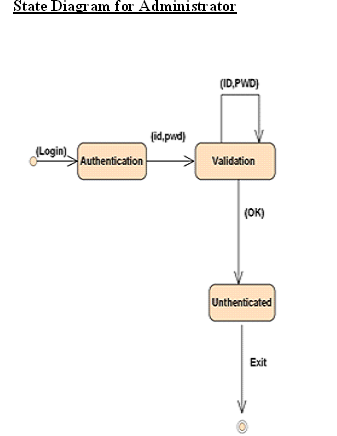 State Diagram for Administrator
(ID,PWD)
(id,pwd)
(Login)
Authentication
Validation
(OK)
Unthenticated
Exit